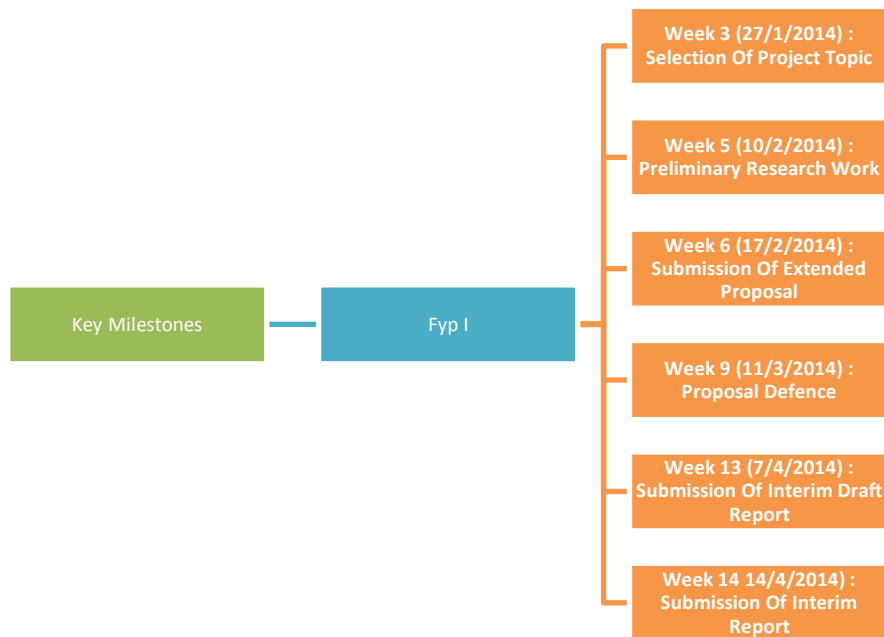 Key Milestones
Fyp I
Week 3 (27/1/2014) :
Selection Of Project Topic
Week 5 (10/2/2014) :
Preliminary Research Work
Week 6 (17/2/2014) :
Submission Of Extended
Proposal
Week 9 (11/3/2014) :
Proposal Defence
Week 13 (7/4/2014) :
Submission Of Interim Draft
Report
Week 14 14/4/2014) :
Submission Of Interim
Report